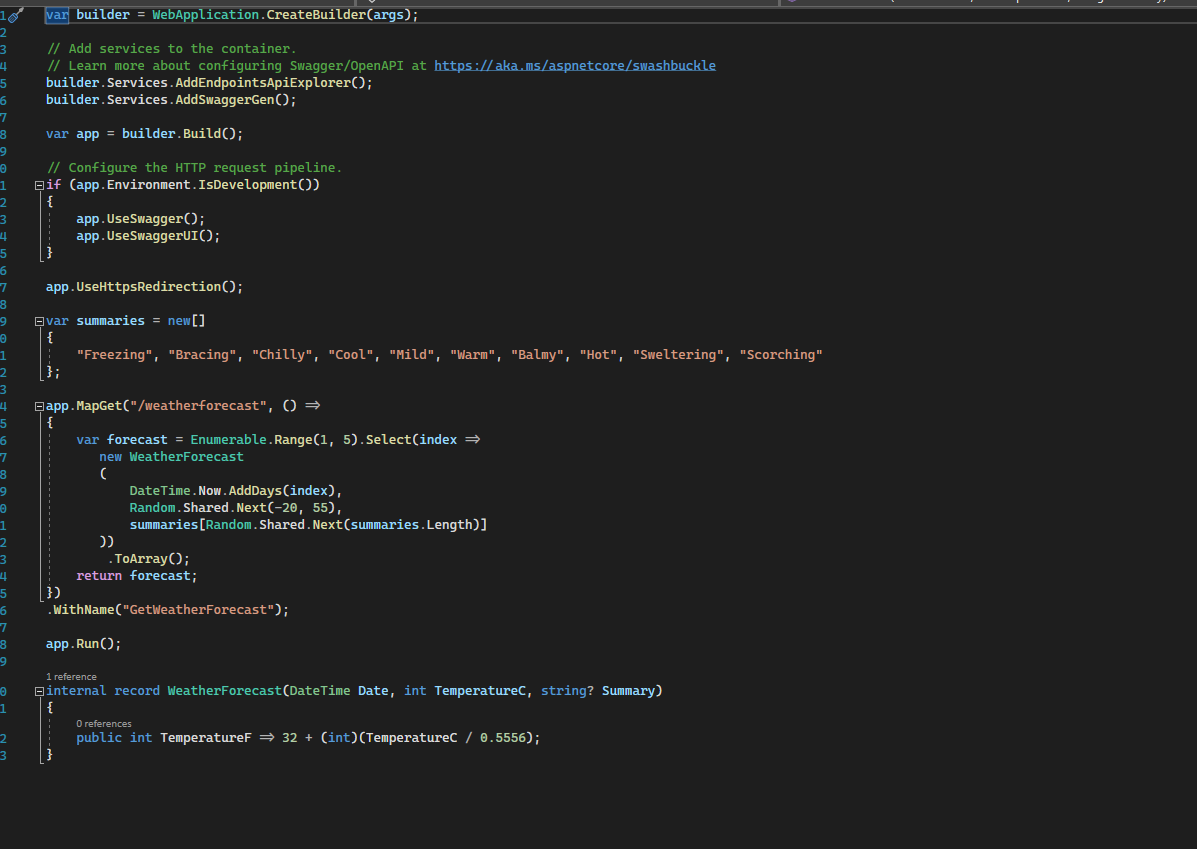 1 var builder = WebApplication.CreateBuilder(args);
2
3 // Add services to the container.
4 // Learn more about configuring Swagger/OpenAPI at https://aka.ms/aspnetcore/swashbuckle
5 builder.Services.AddEndpointsApiExplorer();
6 builder.Services.AddSwaggerGen();
7
8 var app = builder.Build();
9
0 // Configure the HTTP request pipeline.
1 if (app.Environment.IsDevelopment())
2 {
3     app.UseSwagger();
4     app.UseSwaggerUI();
5 }
6
7 app.UseHttpsRedirection();
8
9 var summaries = new[]
0 {
1     "Freezing", "Bracing", "Chilly", "Cool", "Mild", "Warm", "Balmy", "Hot", "Sweltering", "Scorching"
2 };
3
4 app.MapGet("/weatherforecast", () =>
5 {
6     var forecast = Enumerable.Range(1, 5).Select(index =>
7        new WeatherForecast
8        (
9            DateTime.Now.AddDays(index),
0            Random.Shared.Next(-20, 55),
1            summaries[Random.Shared.Next(summaries.Length)]
2        ))
3         .ToArray();
4     return forecast;
5 })
6 .WithName("GetWeatherForecast");
7
8 app.Run();
9
1 reference
0 internal record WeatherForecast(DateTime Date, int TemperatureC, string? Summary)
1 {
0 references
2     public int TemperatureF => 32 + (int)(TemperatureC / 0.5556);
3 }